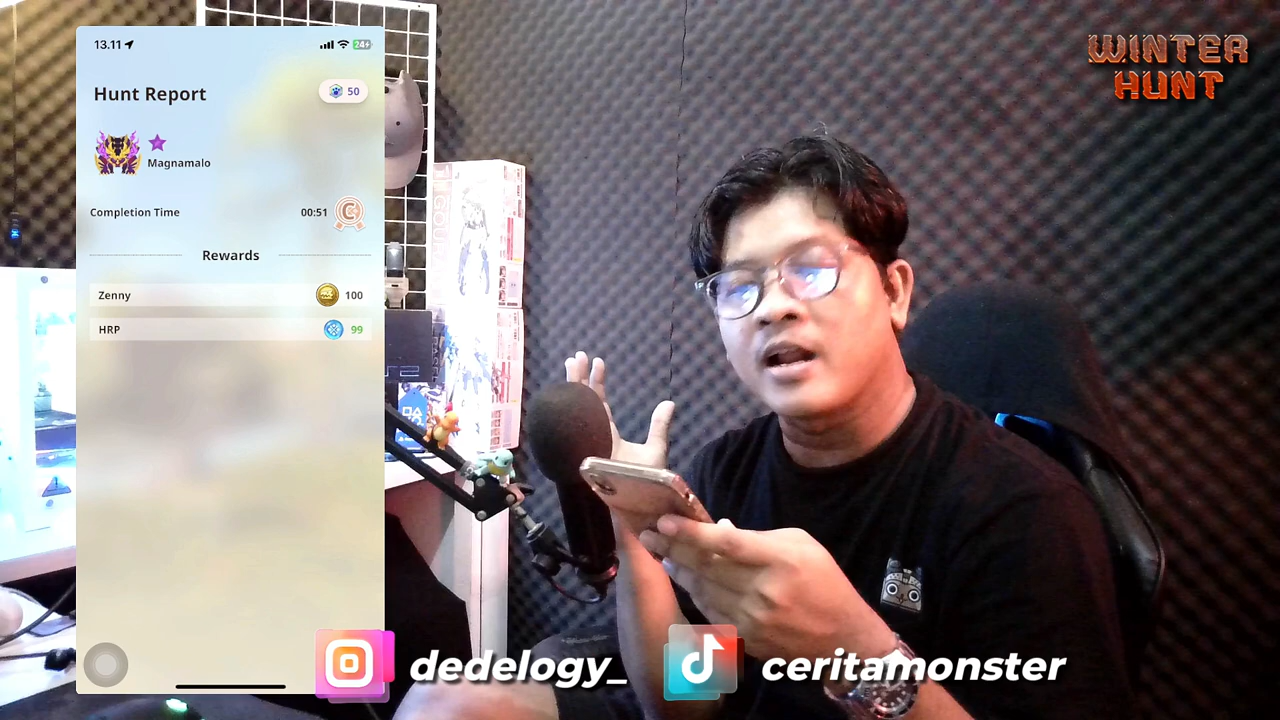 13.11
24
Hunt Report
50
Magnamalo
Completion Time
00:51
C
Rewards
Zenny
100
HRP
99
WINTER
HUNT
dedelogy_
ceritamonster